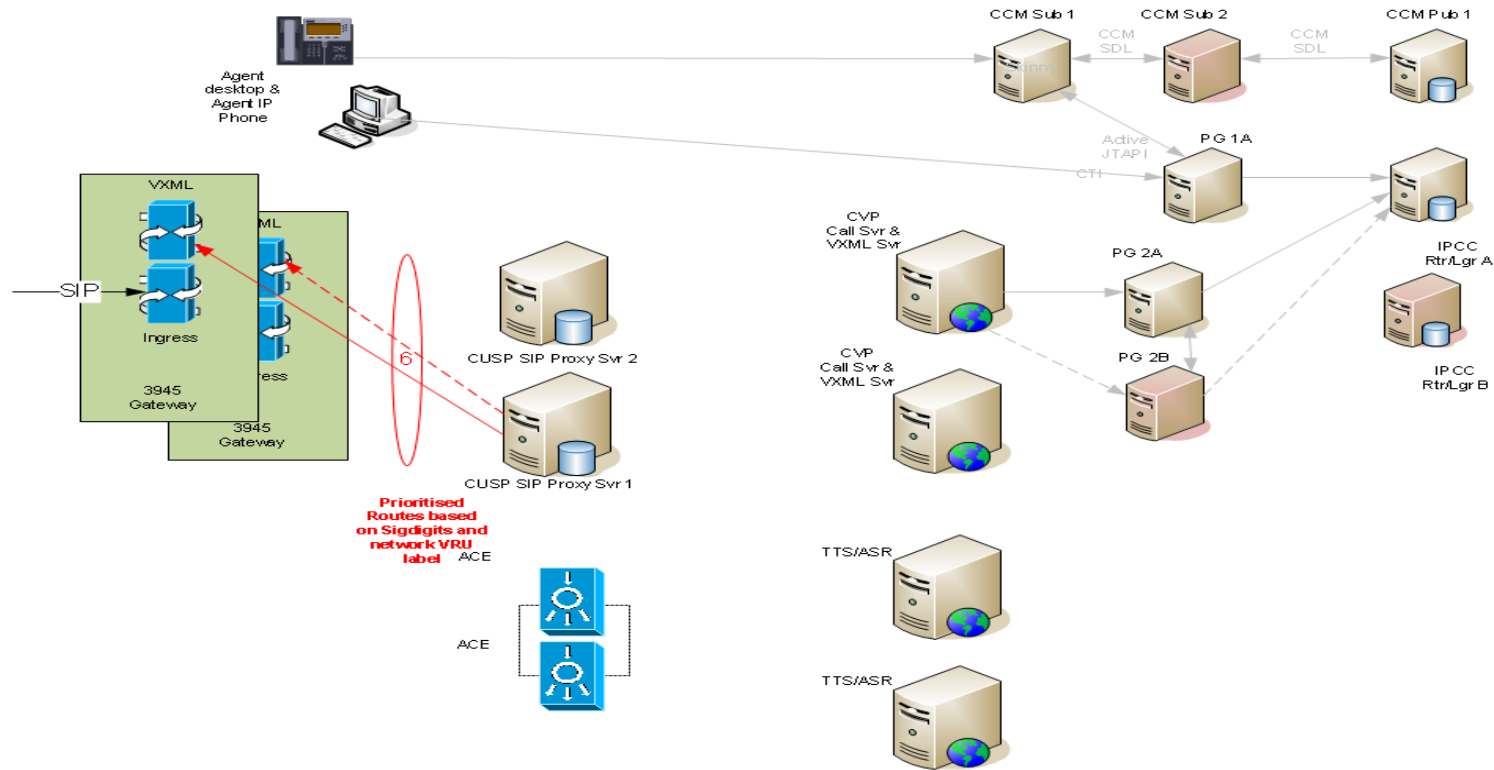 CCM Sub 1
CCM Sub 2
CCM Pub 1
CCM
SDL
CCM
SDL
Agent
desktop &
Agent IP
Phone
Active
JTAPI
PG 1A
CTI
VXML
ML
SIP
Ingress
ress
3945
Gateway
3945
Gateway
6
CUSP SIP Proxy Svr 2
CUSP SIP Proxy Svr 1
CVP
Call Svr &
VXML Svr
CVP
Call Svr &
VXML Svr
PG 2A
PG 2B
IPCC
Rtr/Lgr A
IPCC
Rtr/Lgr B
Prioritised
Routes based
on Sigdigits and
network VRU
label
ACE
ACE
TTS/ASR
TTS/ASR